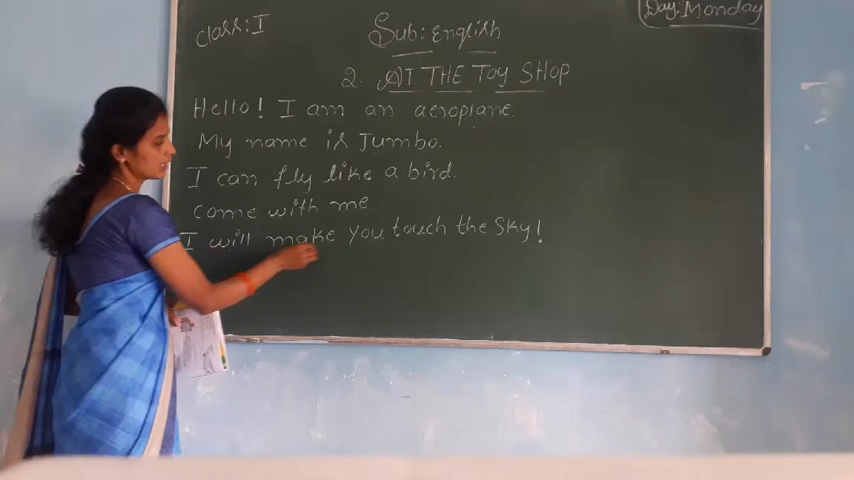 Class: I
Sub: English
Day: Monday
2. AT THE TOY SHOP
Hello! I am an aeroplane.
My name is Jumbo.
I can fly like a bird.
Come with me
I will make you touch the Sky!